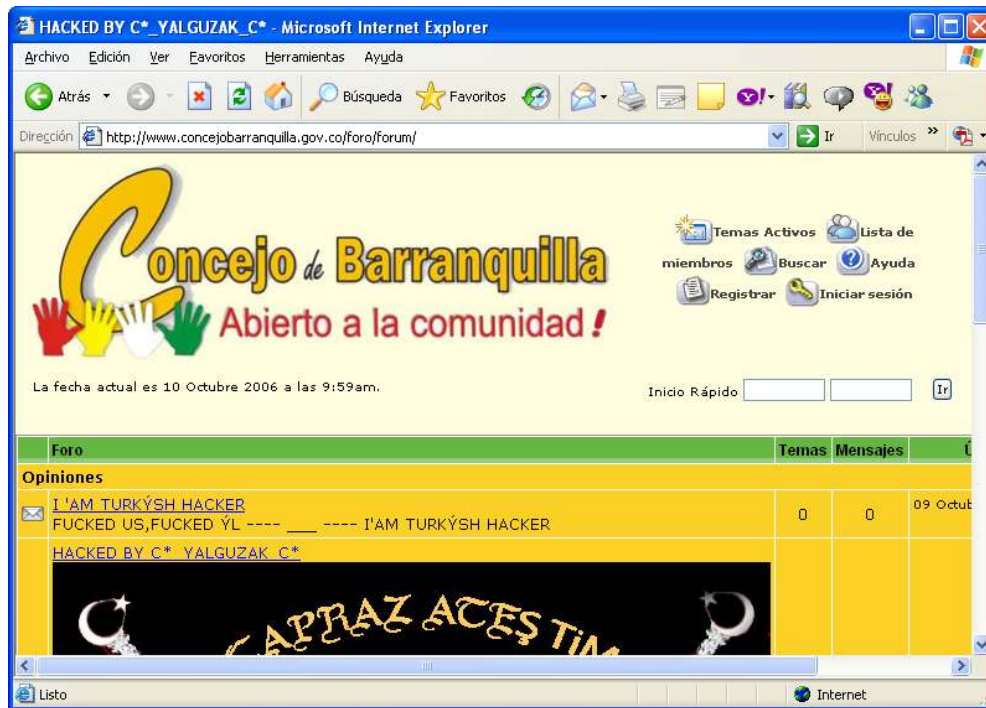 HACKED BY C*_YALGUZAK_C* - Microsoft Internet Explorer
Archivo Edición Ver Favoritos Herramientas Ayuda
Atrás Búsqueda Favoritos
Dirección http://www.concejobarranquilla.gov.co/foro/forum/ Ir Vínculos »
Concejo de Barranquilla
Abierto a la comunidad !
Temas Activos Lista de
miembros Buscar Ayuda
Registrar Iniciar sesión
La fecha actual es 10 Octubre 2006 a las 9:59am.
Inicio Rápido Ir
Foro Temas Mensajes Ú
Opiniones
I 'AM TURKÝSH HACKER
FUCKED US,FUCKED ÝL ---- ___ ---- I'AM TURKÝSH HACKER
0 0 09 Octub
HACKED BY C*_YALGUZAK_C*
ÇAPRAZ ATEŞ TİM
Listo Internet